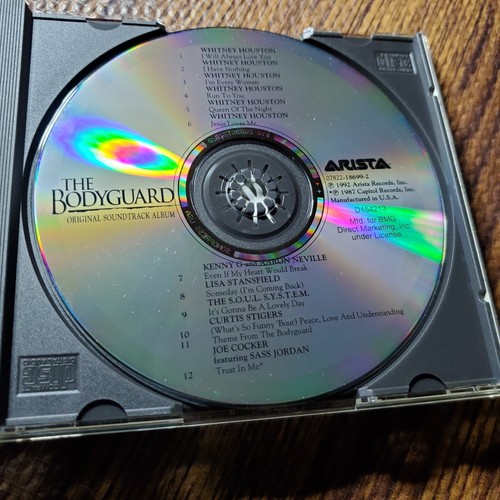 WHITNEY HOUSTON
1 I Will Always Love You
WHITNEY HOUSTON
2 I Have Nothing
WHITNEY HOUSTON
3 I'm Every Woman
WHITNEY HOUSTON
4 Run To You
WHITNEY HOUSTON
5 Queen Of The Night
WHITNEY HOUSTON
6 Jesus Loves Me
THE
BODYGUARD
ORIGINAL SOUNDTRACK ALBUM
ARISTA
07822-18699-2
℗ 1992 Arista Records, Inc.
℗ 1987 Capitol Records, Inc.
Manufactured in U.S.A.
Mfd. for BMG
Direct Marketing, Inc.
under License
KENNY G and AARON NEVILLE
7 Even If My Heart Would Break
LISA STANSFIELD
8 Someday (I'm Coming Back)
THE S.O.U.L. S.Y.S.T.E.M.
9 It's Gonna Be A Lovely Day
CURTIS STIGERS
10 (What's So Funny 'Bout) Peace, Love And Understanding
11 Theme From The Bodyguard
JOE COCKER
featuring SASS JORDAN
12 Trust In Me*